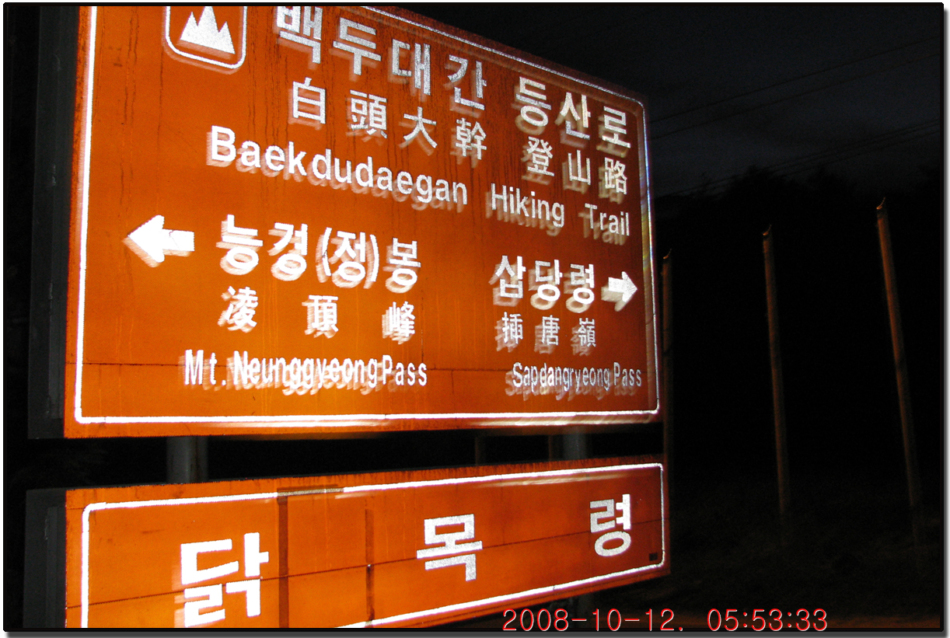 백두대간 등산로
白頭大幹 登山路
Baekdudaegan Hiking Trail
능경(정)봉
凌頂峰
Mt.NeunggyeongPass
삽당령
揷唐嶺
Sapdangryeong Pass
닭목령
2008-10-12. 05:53:33